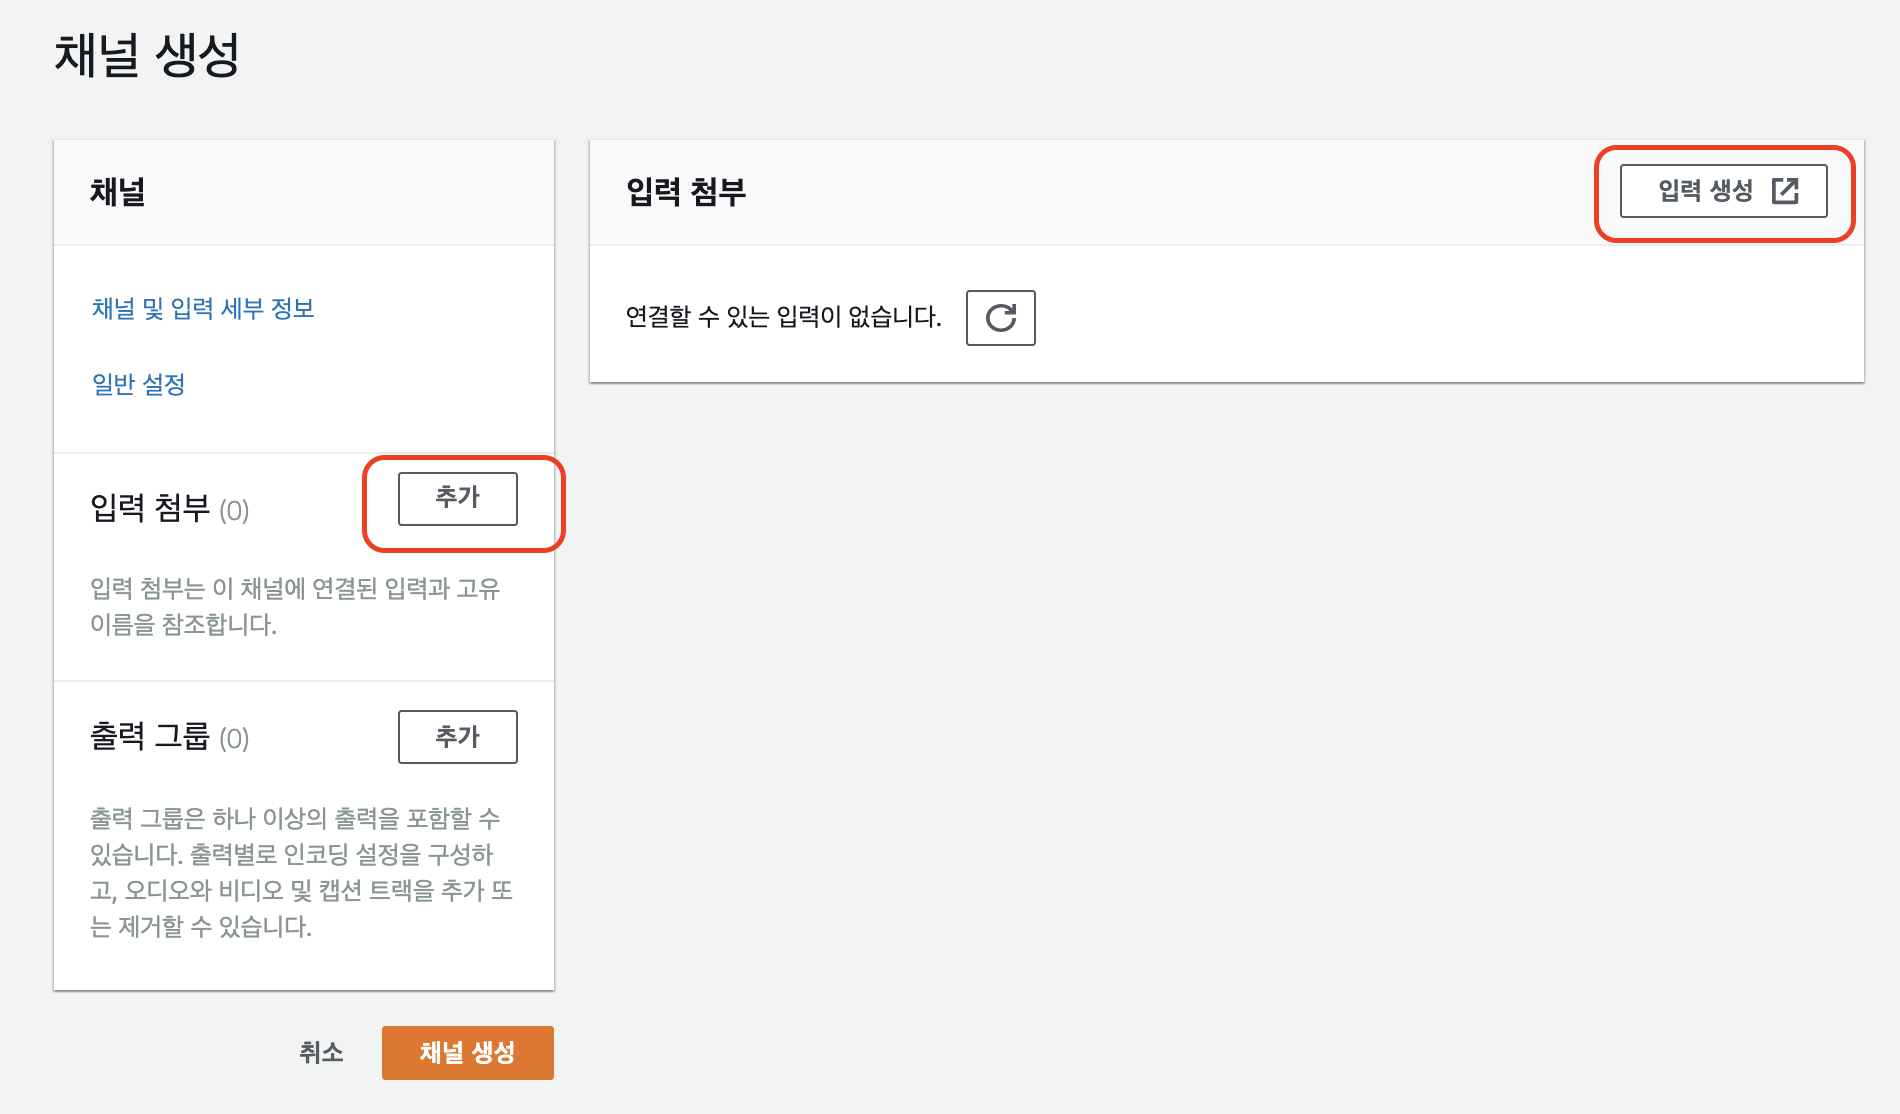 채널 생성
채널
채널 및 입력 세부 정보
일반 설정
입력 첨부 (0)
추가
입력 첨부는 이 채널에 연결된 입력과 고유
이름을 참조합니다.
출력 그룹 (0)
추가
출력 그룹은 하나 이상의 출력을 포함할 수
있습니다. 출력별로 인코딩 설정을 구성하
고, 오디오와 비디오 및 캡션 트랙을 추가 또
는 제거할 수 있습니다.
취소
채널 생성
입력 첨부
입력 생성
연결할 수 있는 입력이 없습니다.